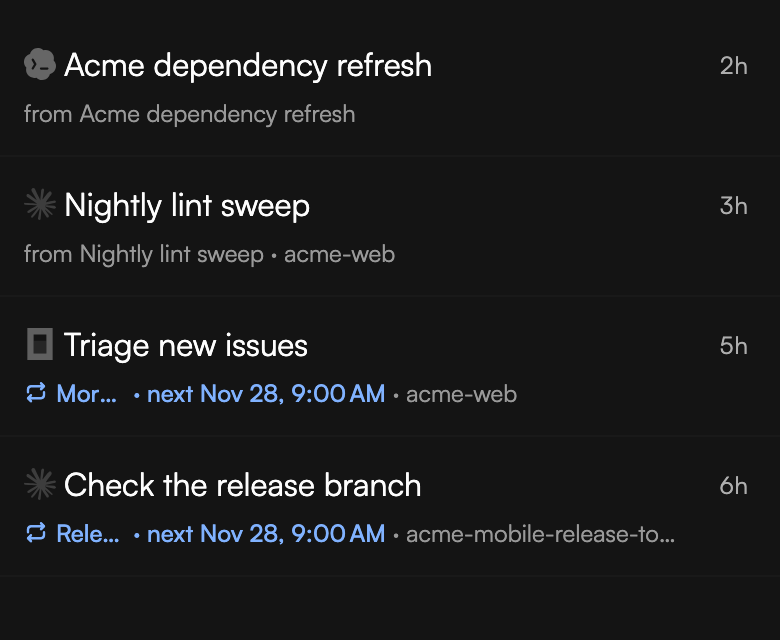 Acme dependency refresh 2h
from Acme dependency refresh
Nightly lint sweep 3h
from Nightly lint sweep · acme-web
Triage new issues 5h
Mor... · next Nov 28, 9:00 AM · acme-web
Check the release branch 6h
Rele... · next Nov 28, 9:00 AM · acme-mobile-release-to...